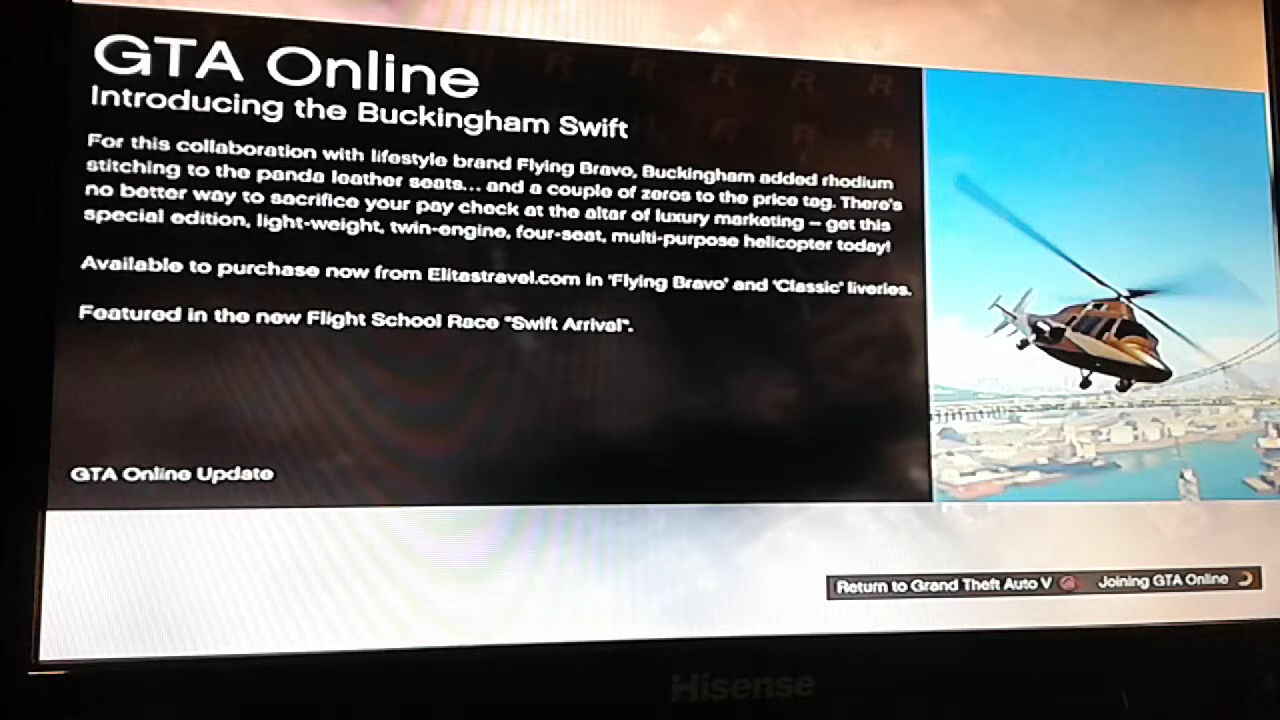 GTA Online
Introducing the Buckingham Swift
For this collaboration with lifestyle brand Flying Bravo, Buckingham added rhodium
stitching to the panda leather seats... and a couple of zeros to the price tag. There's
no better way to sacrifice your pay check at the altar of luxury marketing – get this
special edition, light-weight, twin-engine, four-seat, multi-purpose helicopter today!
Available to purchase now from Elitastravel.com in 'Flying Bravo' and 'Classic' liveries.
Featured in the new Flight School Race "Swift Arrival".
GTA Online Update
Return to Grand Theft Auto V
Joining GTA Online
Hisense